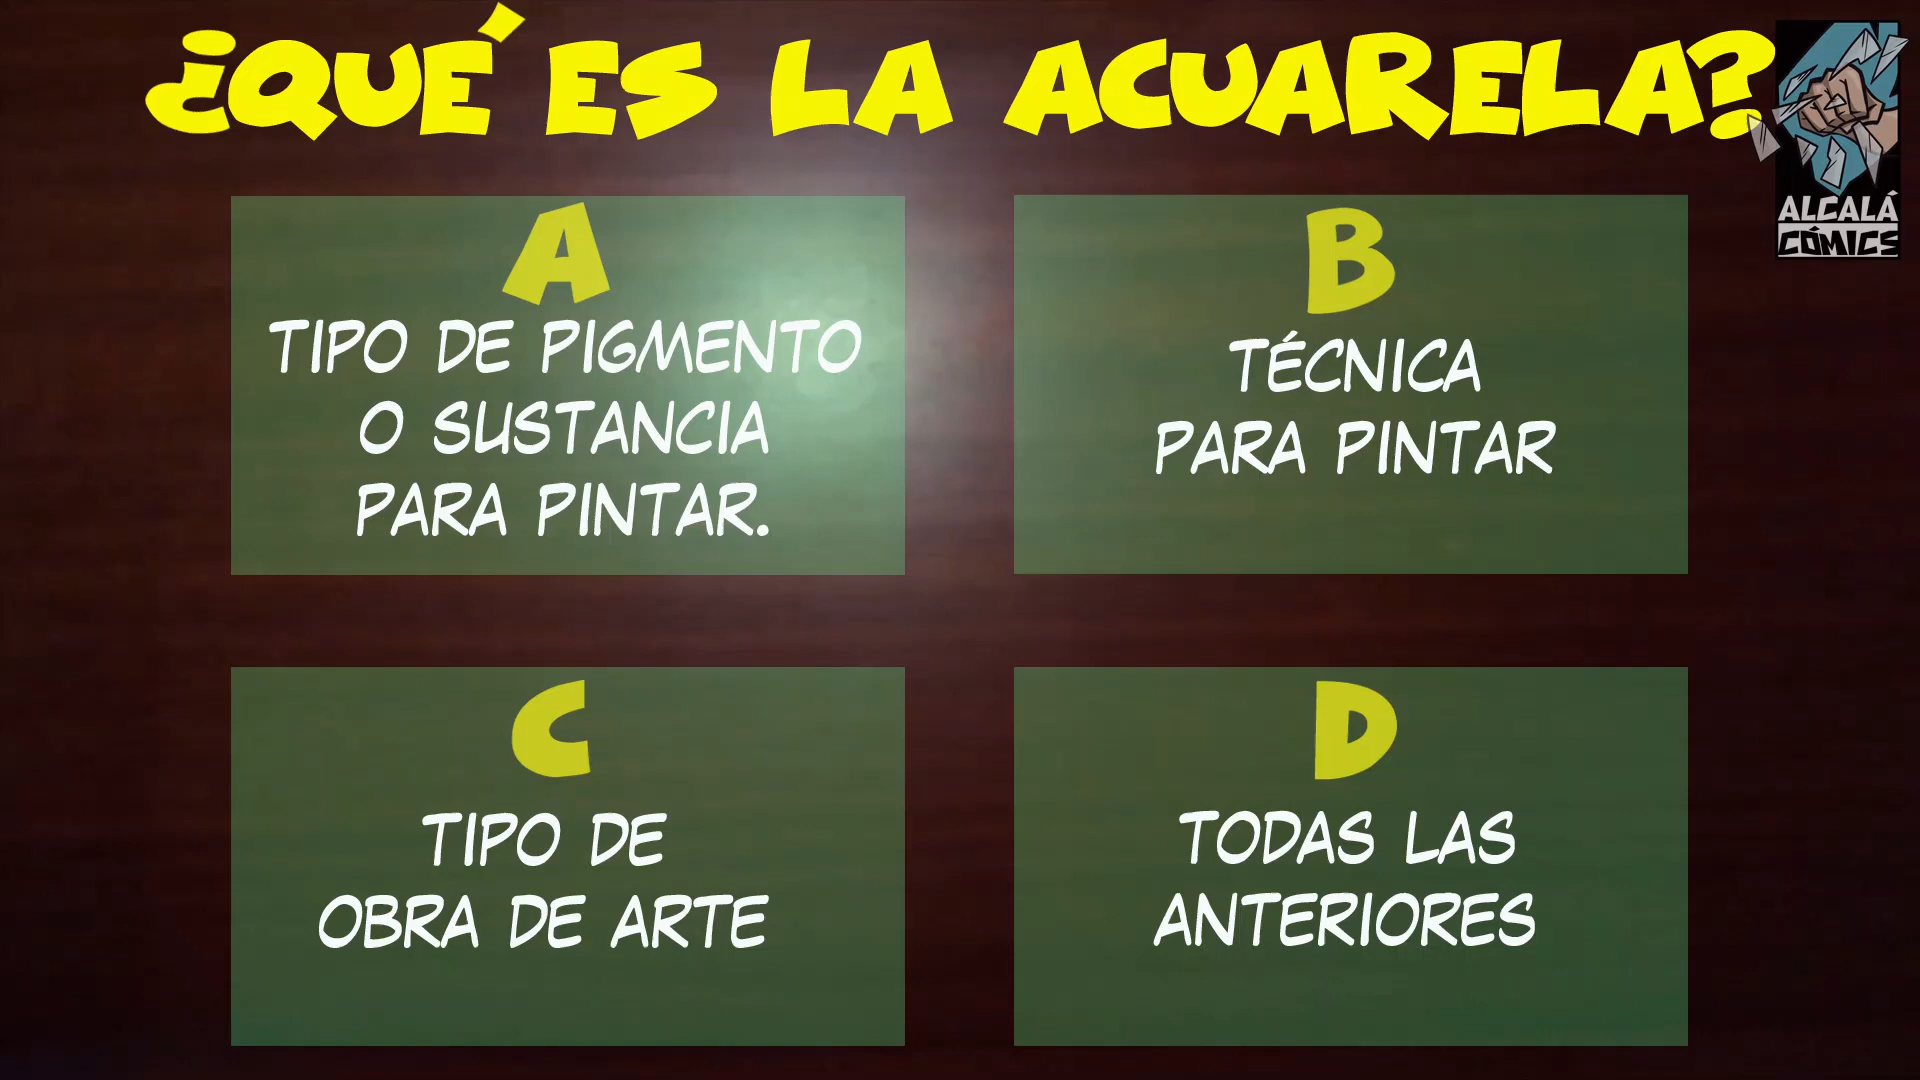 ¿QUÉ ES LA ACUARELA?
ALCALÁ
CÓMICS
A
TIPO DE PIGMENTO
O SUSTANCIA
PARA PINTAR.
B
TÉCNICA
PARA PINTAR
C
TIPO DE
OBRA DE ARTE
D
TODAS LAS
ANTERIORES